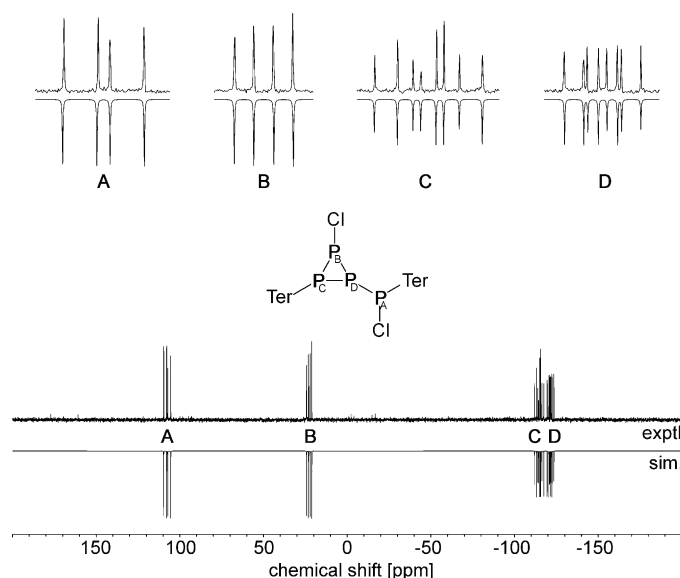 A B C D
Cl
P_B
Ter P_C P_D P_A Ter
Cl
A B C D exptl
sim.
150 100 50 0 -50 -100 -150
chemical shift [ppm]